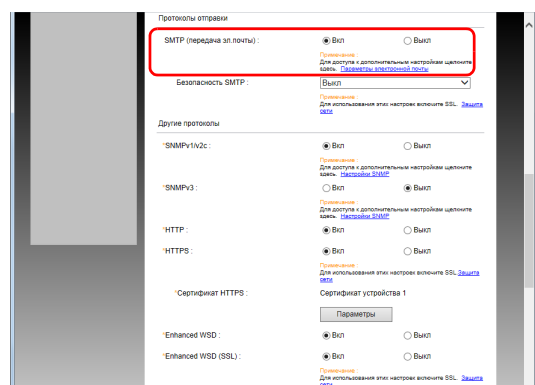 Протоколы отправки
SMTP (передача эл.почты) : Вкл Выкл
Примечание :
Для доступа к дополнительным настройкам щелкните
здесь. Параметры электронной почты
Безопасность SMTP : Выкл
Примечание :
Для использования этих настроек включите SSL. Защита
сети
Другие протоколы
*SNMPv1/v2c : Вкл Выкл
Примечание :
Для доступа к дополнительным настройкам щелкните
здесь. Настройки SNMP
*SNMPv3 : Вкл Выкл
Примечание :
Для доступа к дополнительным настройкам щелкните
здесь. Настройки SNMP
*HTTP : Вкл Выкл
*HTTPS : Вкл Выкл
Примечание :
Для использования этих настроек включите SSL.Защита
сети
*Сертификат HTTPS : Сертификат устройства 1
Параметры
*Enhanced WSD : Вкл Выкл
*Enhanced WSD (SSL) : Вкл Выкл
Примечание :
Для использования этих настроек включите SSL. Защита
сети